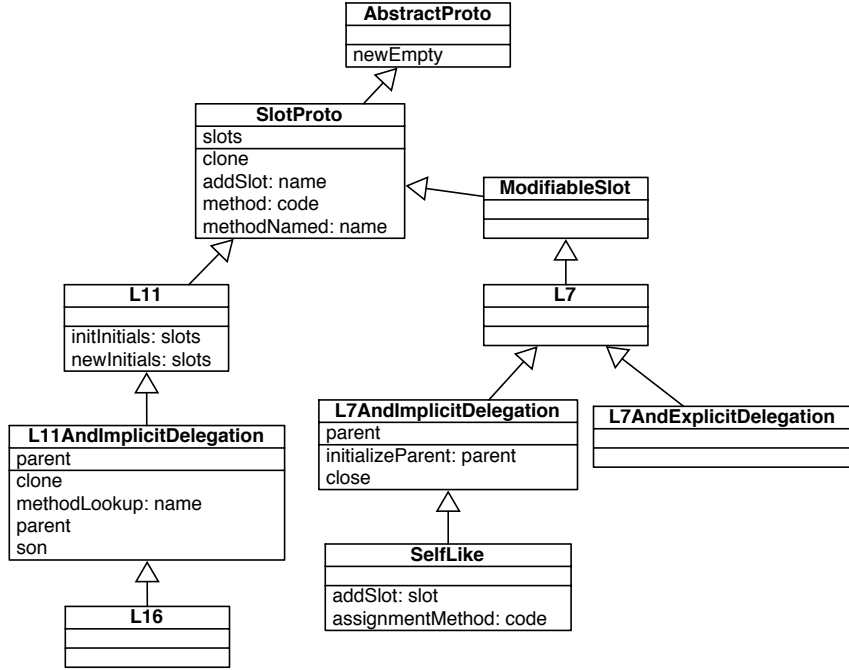 AbstractProto
newEmpty
SlotProto
slots
clone
addSlot: name
method: code
methodNamed: name
ModifiableSlot
L11
initInitials: slots
newInitials: slots
L7
L11AndImplicitDelegation
parent
clone
methodLookup: name
parent
son
L7AndImplicitDelegation
parent
initializeParent: parent
close
L7AndExplicitDelegation
SelfLike
addSlot: slot
assignmentMethod: code
L16